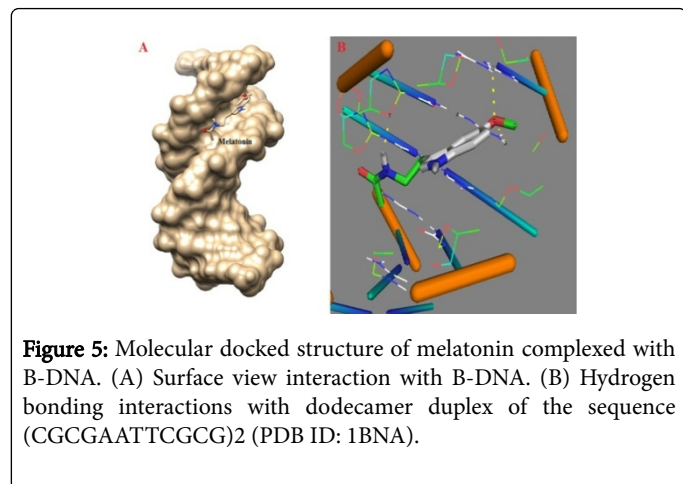 A
B
Melatonin
Figure 5: Molecular docked structure of melatonin complexed with
B-DNA. (A) Surface view interaction with B-DNA. (B) Hydrogen
bonding interactions with dodecamer duplex of the sequence
(CGCGAATTCGCG)2 (PDB ID: 1BNA).